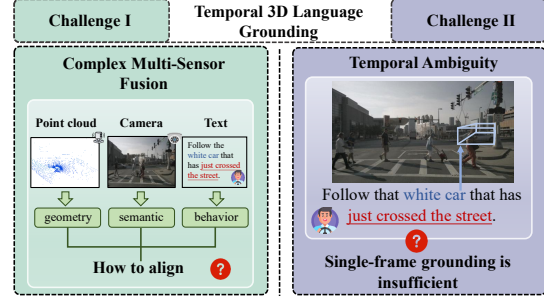 Challenge I
Temporal 3D Language
Grounding
Challenge II
Complex Multi-Sensor
Fusion
Point cloud
Camera
Text
Follow the
white car that
has just crossed
the street.
geometry
semantic
behavior
How to align
?
Temporal Ambiguity
Follow that white car that has
just crossed the street.
?
Single-frame grounding is
insufficient